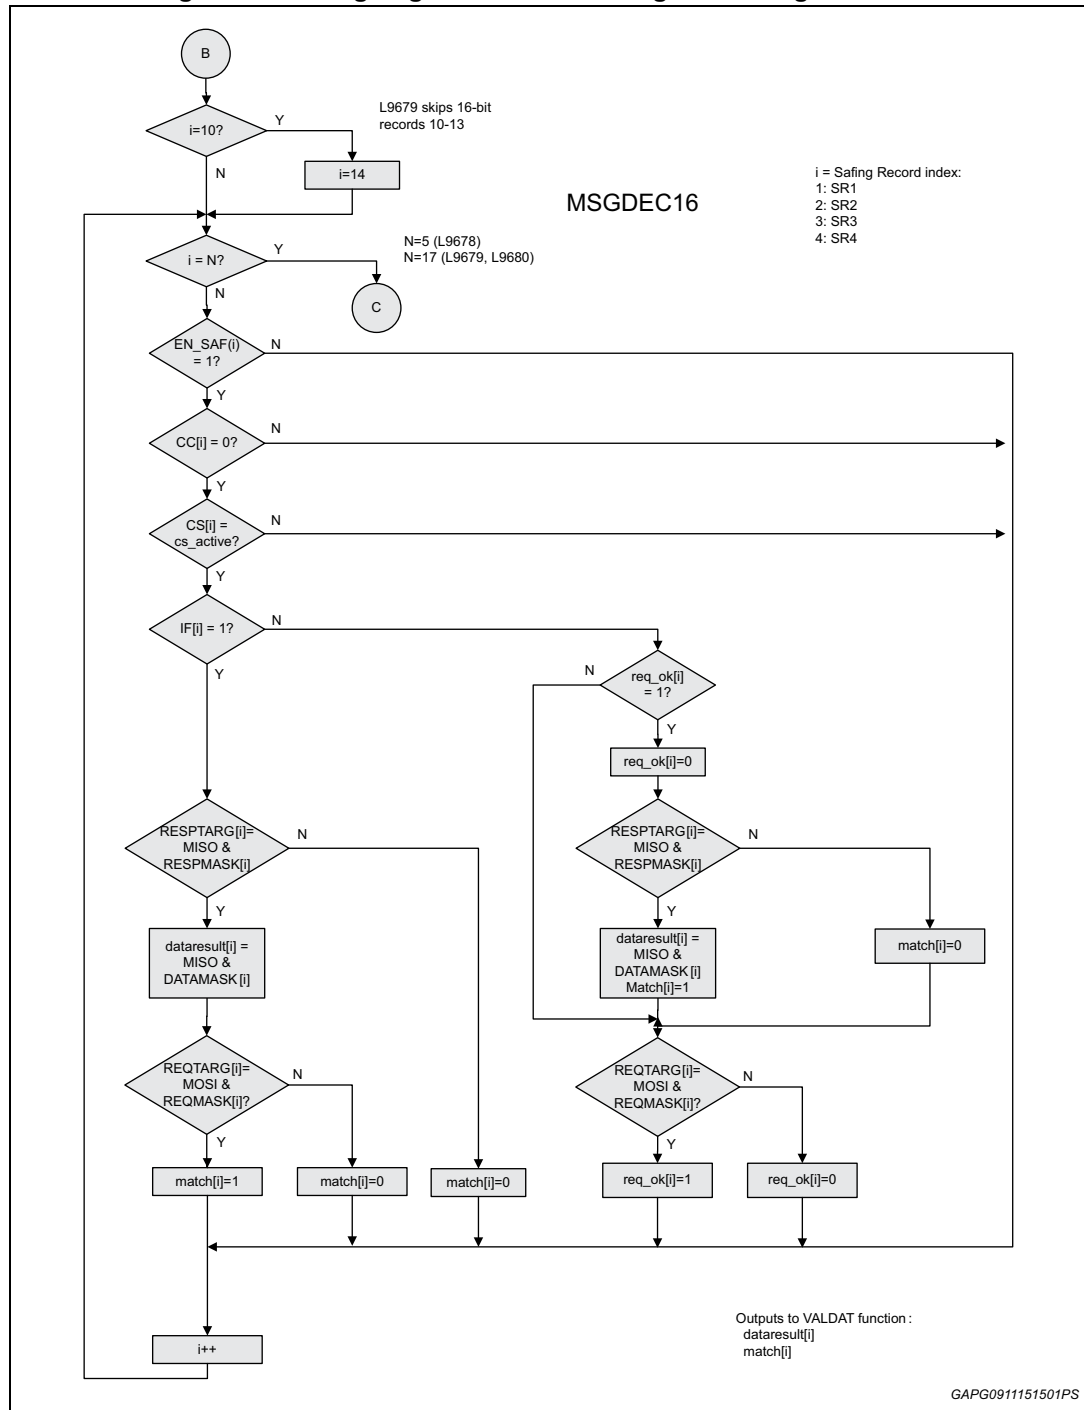 B
L9679 skips 16-bit
records 10-13
i=10?
Y
N
i=14
MSGDEC16
i = Safing Record index:
1: SR1
2: SR2
3: SR3
4: SR4
i = N?
Y
N
N=5 (L9678)
N=17 (L9679, L9680)
C
EN_SAF(i)
= 1?
N
Y
CC[i] = 0?
N
Y
CS[i] =
cs_active?
N
Y
IF[i] = 1?
N
Y
req_ok[i]
= 1?
N
Y
req_ok[i]=0
RESPTARG[i]=
MISO &
RESPMASK[i]
N
Y
RESPTARG[i]=
MISO &
RESPMASK[i]
N
Y
dataresult[i] =
MISO &
DATAMASK[i]
dataresult[i] =
MISO &
DATAMASK[i]
Match[i]=1
match[i]=0
REQTARG[i]=
MOSI &
REQMASK[i]?
N
Y
REQTARG[i]=
MOSI &
REQMASK[i]?
N
Y
match[i]=1
match[i]=0
match[i]=0
req_ok[i]=1
req_ok[i]=0
i++
Outputs to VALDAT function :
dataresult[i]
match[i]
GAPG0911151501PS